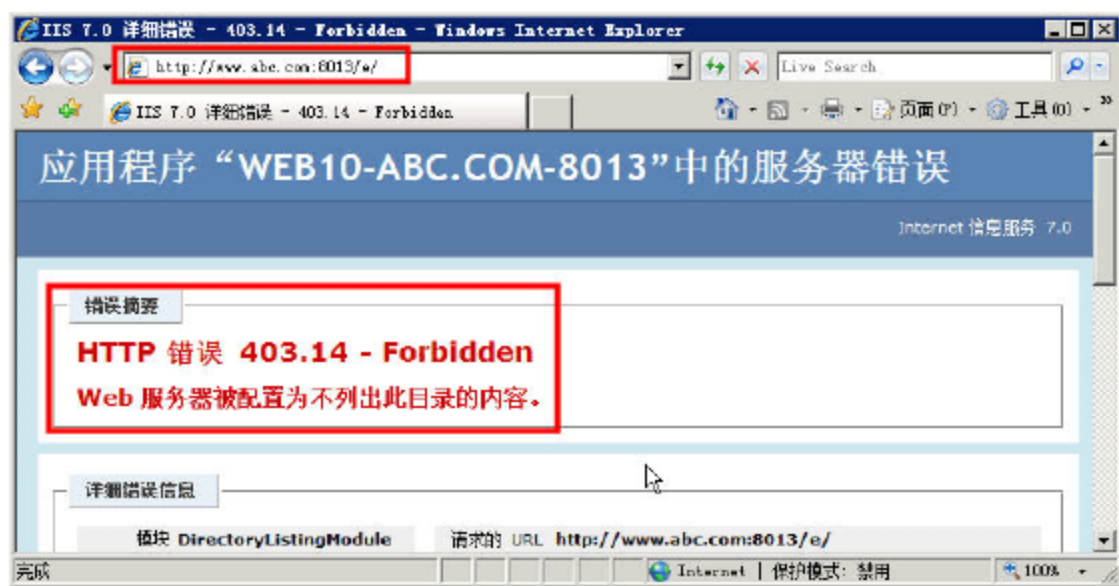 IIS 7.0 详细错误 - 403.14 - Forbidden - Windows Internet Explorer
http://www.abc.com:8013/e/
Live Search
IIS 7.0 详细错误 - 403.14 - Forbidden
页面(P)
工具(O)
应用程序“WEB10-ABC.COM-8013”中的服务器错误
Internet 信息服务 7.0
错误摘要
HTTP 错误 403.14 - Forbidden
Web 服务器被配置为不列出此目录的内容。
详细错误信息
模块 DirectoryListingModule
请求的 URL http://www.abc.com:8013/e/
完成
Internet | 保护模式: 禁用
100%